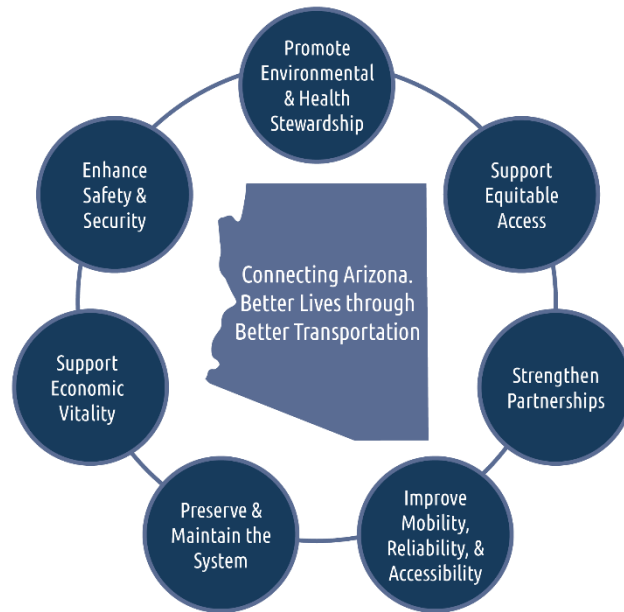 Promote
Environmental
& Health
Stewardship
Support
Equitable
Access
Strengthen
Partnerships
Improve
Mobility,
Reliability, &
Accessibility
Preserve &
Maintain the
System
Support
Economic
Vitality
Enhance
Safety &
Security
Connecting Arizona.
Better Lives through
Better Transportation